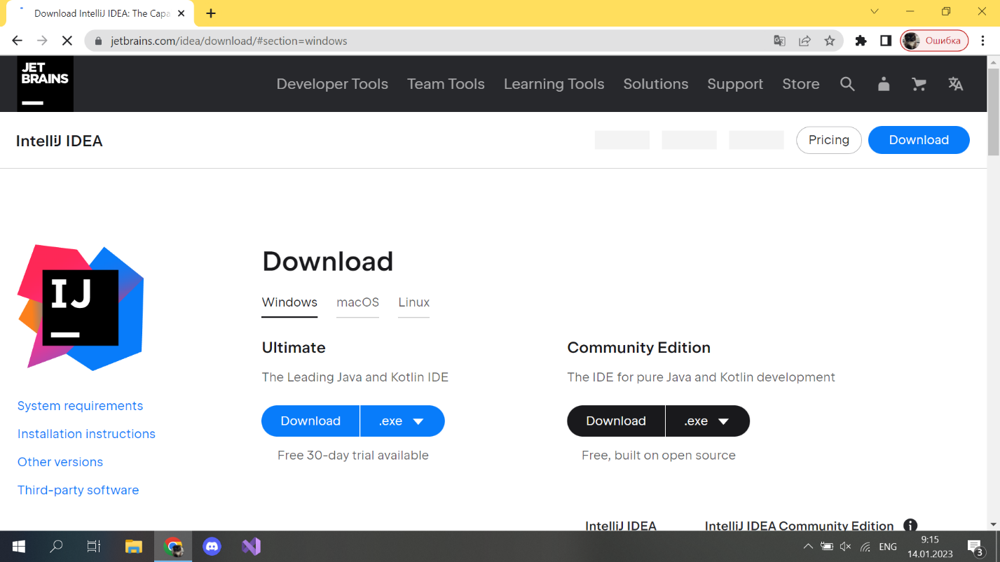 Download IntelliJ IDEA: The Capa
jetbrains.com/idea/download/#section=windows
Ошибка
JET
BRAINS
Developer Tools Team Tools Learning Tools Solutions Support Store
IntelliJ IDEA
Pricing Download
IJ
Download
Windows macOS Linux
Ultimate
The Leading Java and Kotlin IDE
Download .exe
Free 30-day trial available
Community Edition
The IDE for pure Java and Kotlin development
Download .exe
Free, built on open source
System requirements
Installation instructions
Other versions
Third-party software
IntelliJ IDEA IntelliJ IDEA Community Edition
ENG
9:15
14.01.2023
3